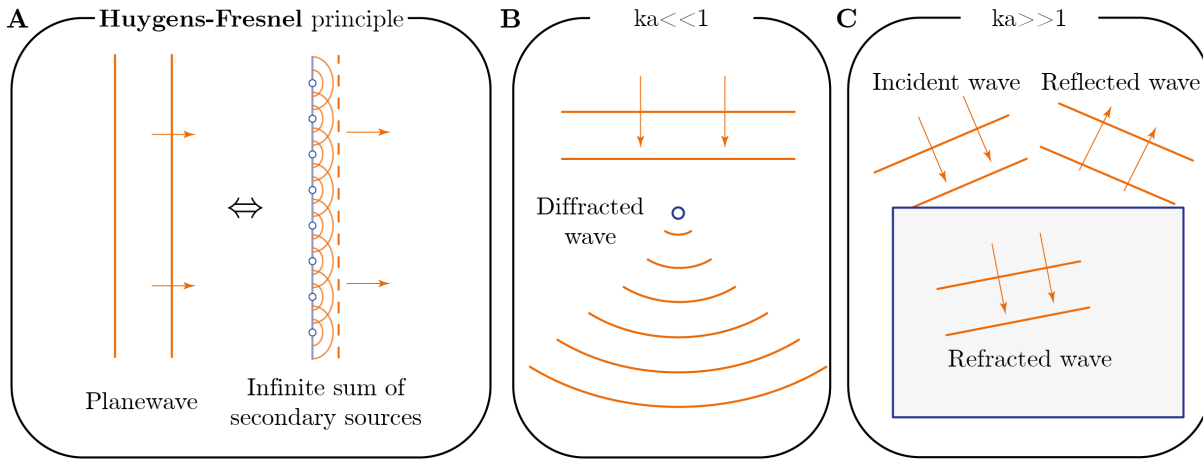 A
Huygens-Fresnel principle
⇔
Planewave
Infinite sum of
secondary sources
B
ka<<1
Diffracted
wave
C
ka>>1
Incident wave
Reflected wave
Refracted wave